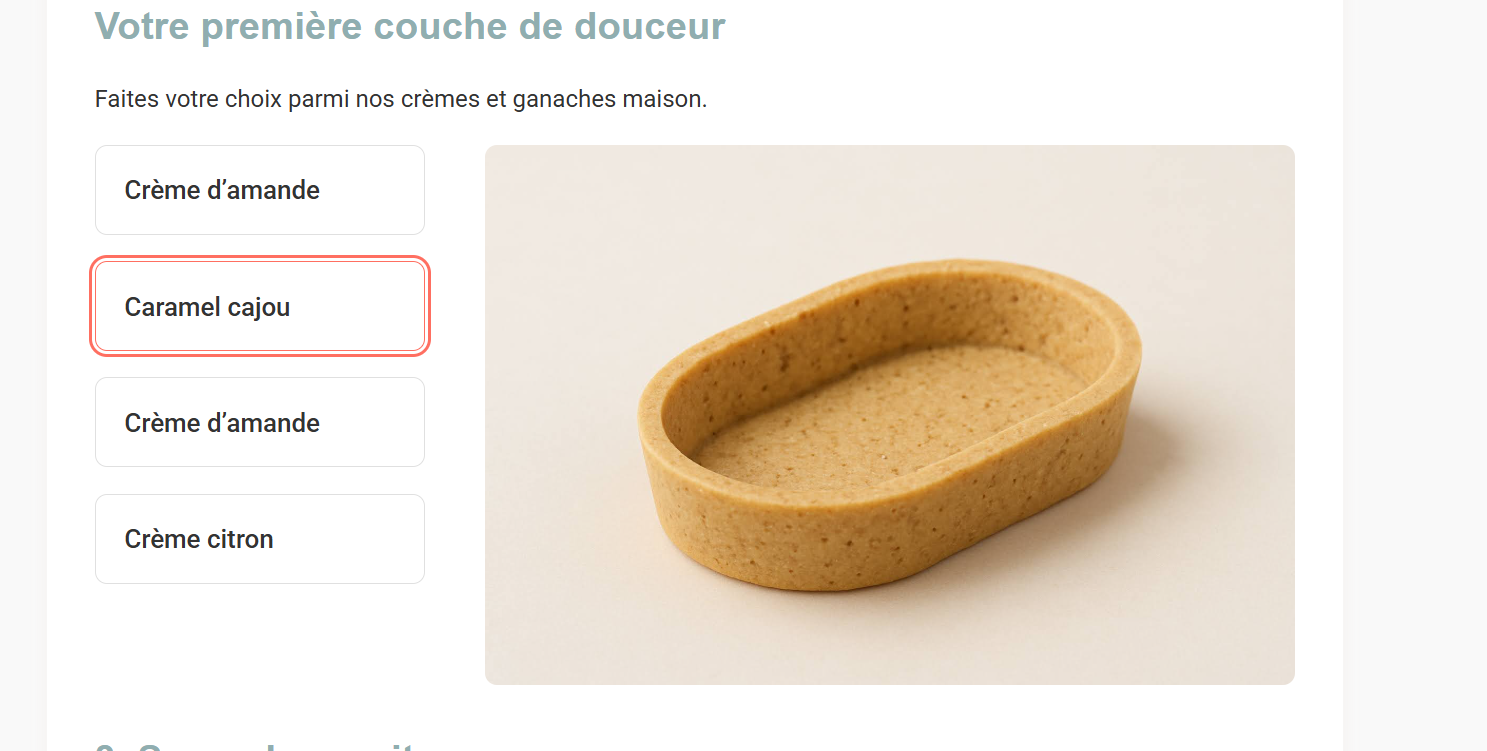 Votre première couche de douceur
Faites votre choix parmi nos crèmes et ganaches maison.
Crème d’amande
Caramel cajou
Crème d’amande
Crème citron